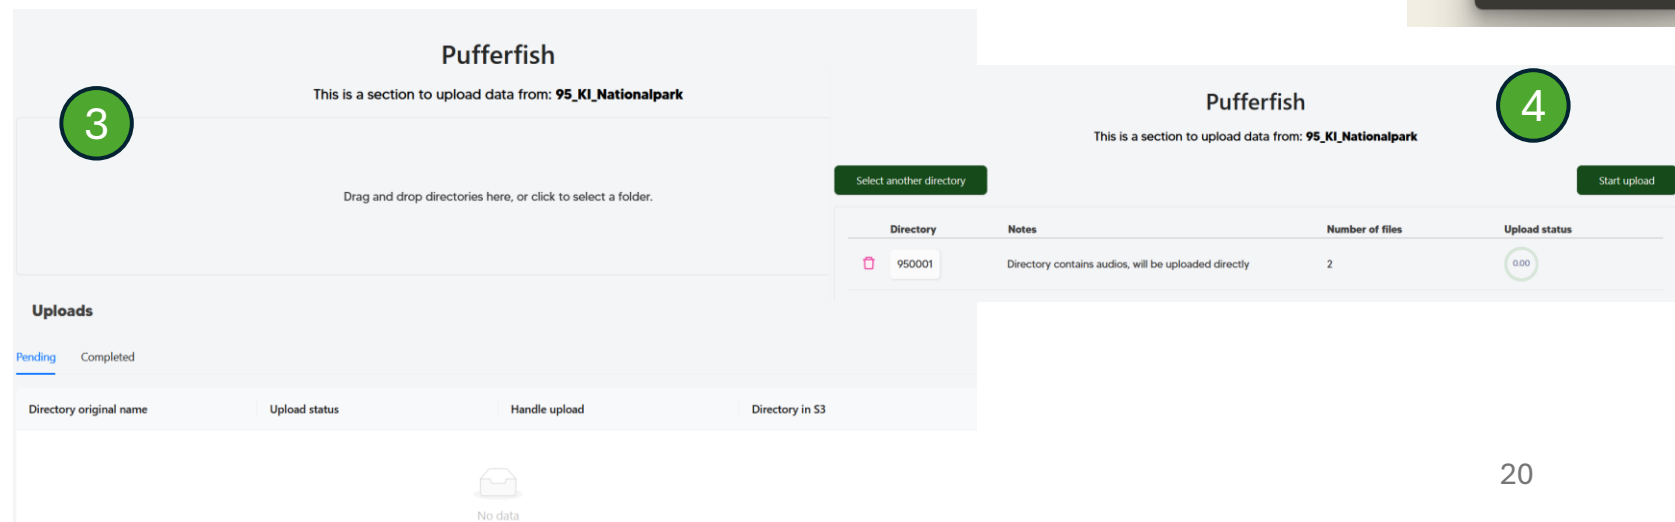 Pufferfish
This is a section to upload data from: 95_KI_Nationalpark
3
Drag and drop directories here, or click to select a folder.
Uploads
Pending Completed
Directory original name Upload status Handle upload Directory in S3
No data
Pufferfish
4
This is a section to upload data from: 95_KI_Nationalpark
Select another directory Start upload
Directory Notes Number of files Upload status
950001 Directory contains audios, will be uploaded directly 2 0.00
20